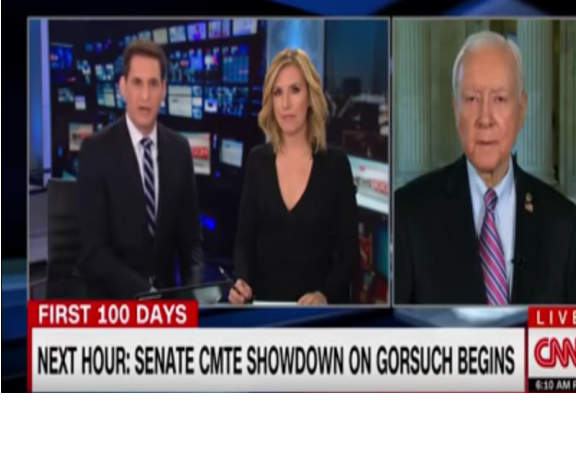 FIRST 100 DAYS
LIVE
NEXT HOUR: SENATE CMTE SHOWDOWN ON GORSUCH BEGINS
CNN
6:10 AM